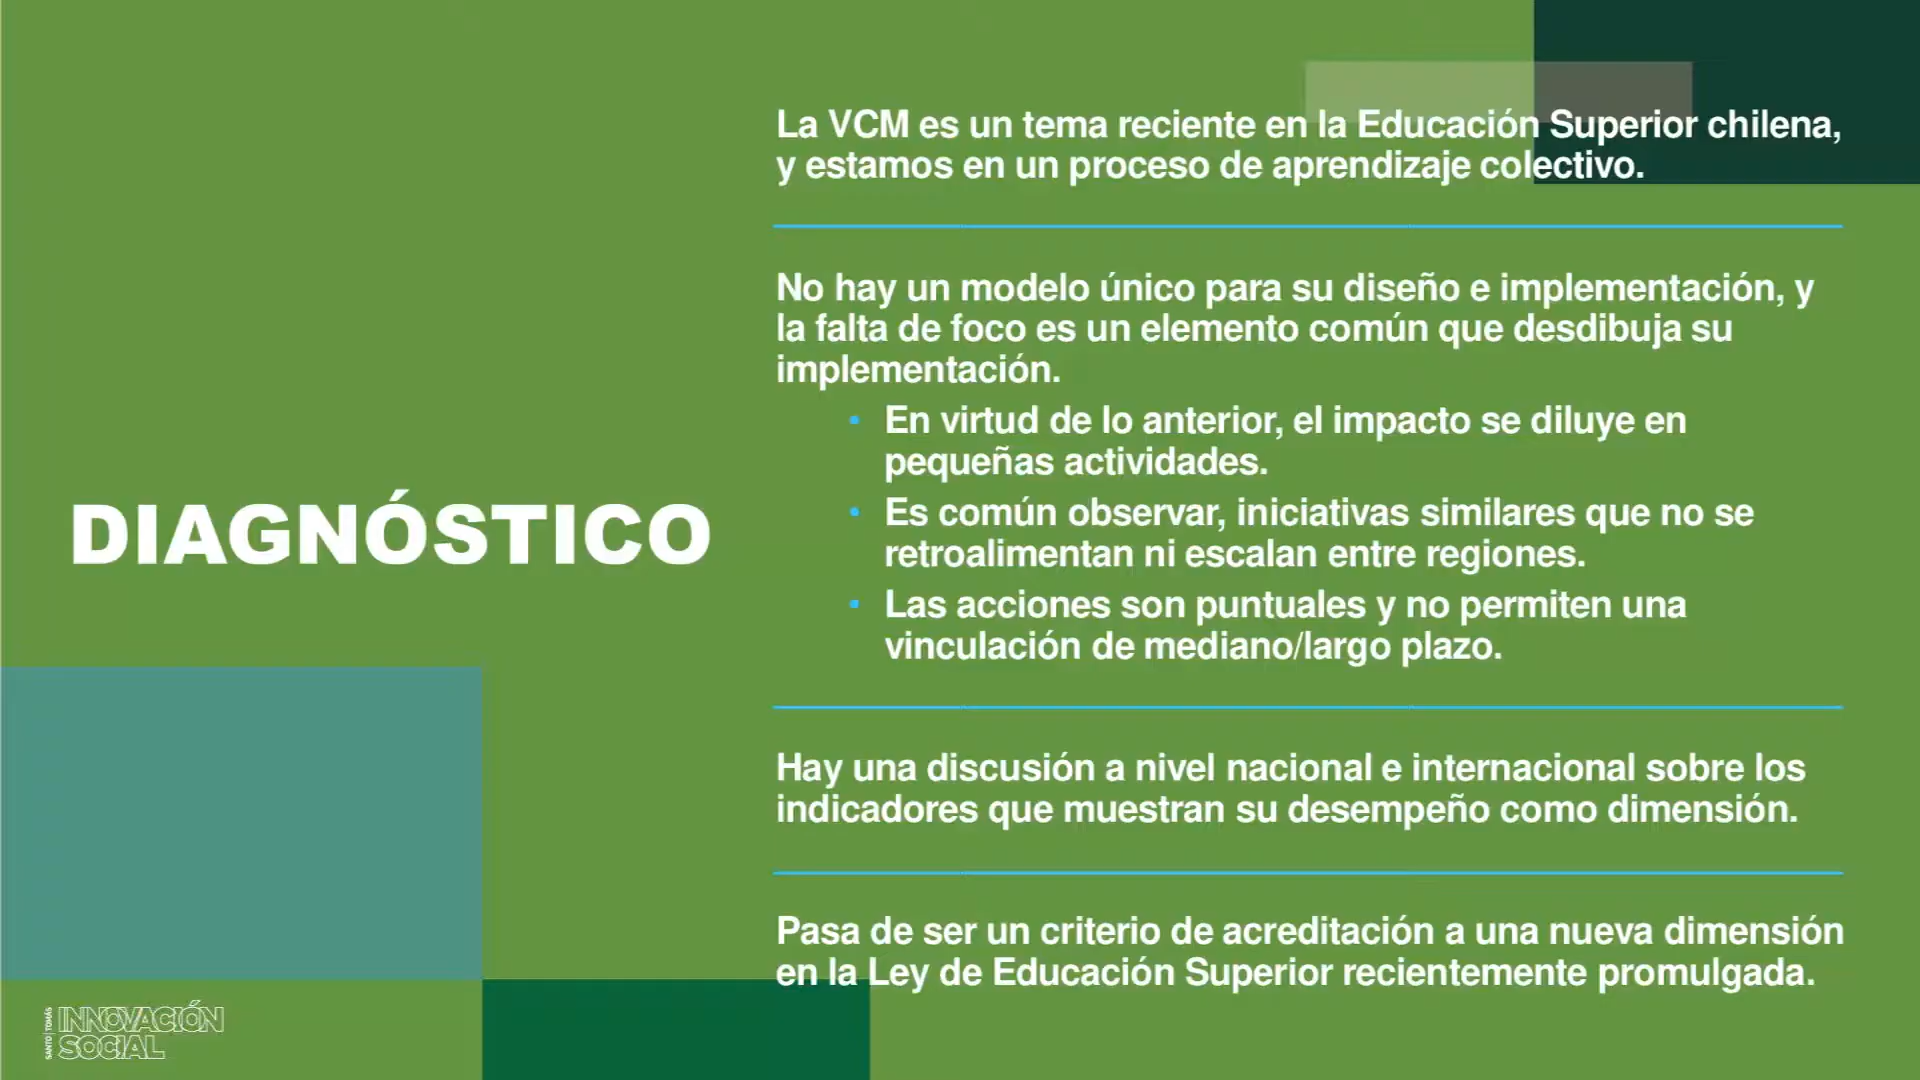 La VCM es un tema reciente en la Educación Superior chilena,
y estamos en un proceso de aprendizaje colectivo.
No hay un modelo único para su diseño e implementación, y
la falta de foco es un elemento común que desdibuja su
implementación.
• En virtud de lo anterior, el impacto se diluye en
pequeñas actividades.
• Es común observar, iniciativas similares que no se
retroalimentan ni escalan entre regiones.
• Las acciones son puntuales y no permiten una
vinculación de mediano/largo plazo.
DIAGNÓSTICO
Hay una discusión a nivel nacional e internacional sobre los
indicadores que muestran su desempeño como dimensión.
Pasa de ser un criterio de acreditación a una nueva dimensión
en la Ley de Educación Superior recientemente promulgada.
SANTO TOMÁS
INNOVACIÓN
SOCIAL